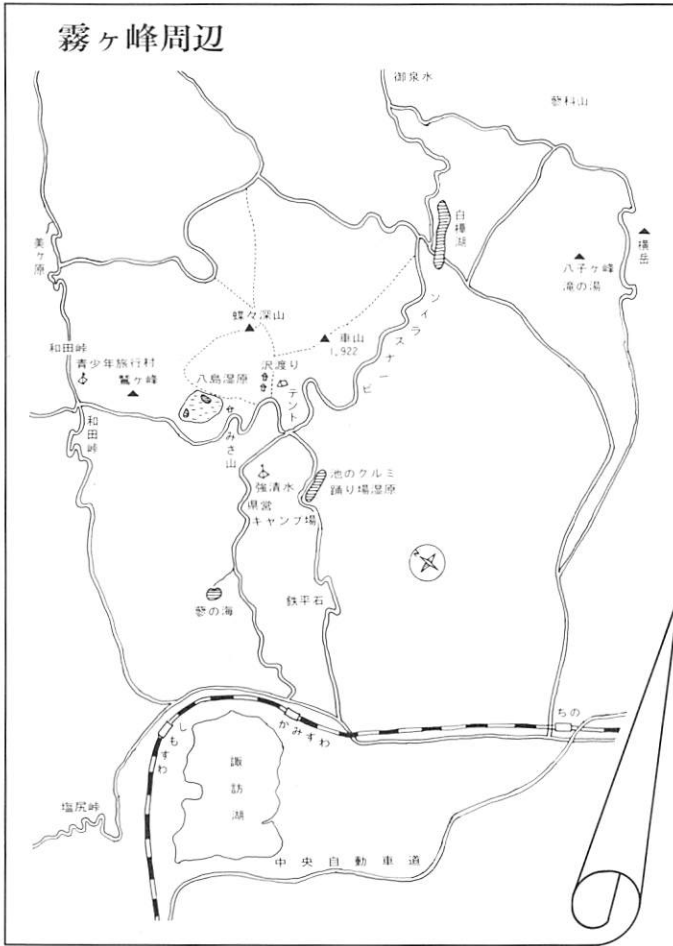 霧ヶ峰周辺
御泉水
蓼科山
白樺湖
美ヶ原
横岳
八子ヶ峰
滝の湯
蝶々深山
車山
1,922
ビーナスライン
和田峠
青少年旅行村
鷲ヶ峰
八島湿原
沢渡り
テント
みさ山
和田峠
強清水
県営
キャンプ場
池のクルミ
踊り場湿原
蓼の海
鉄平石
しもすわ
かみすわ
ちの
諏訪湖
塩尻峠
中央自動車道